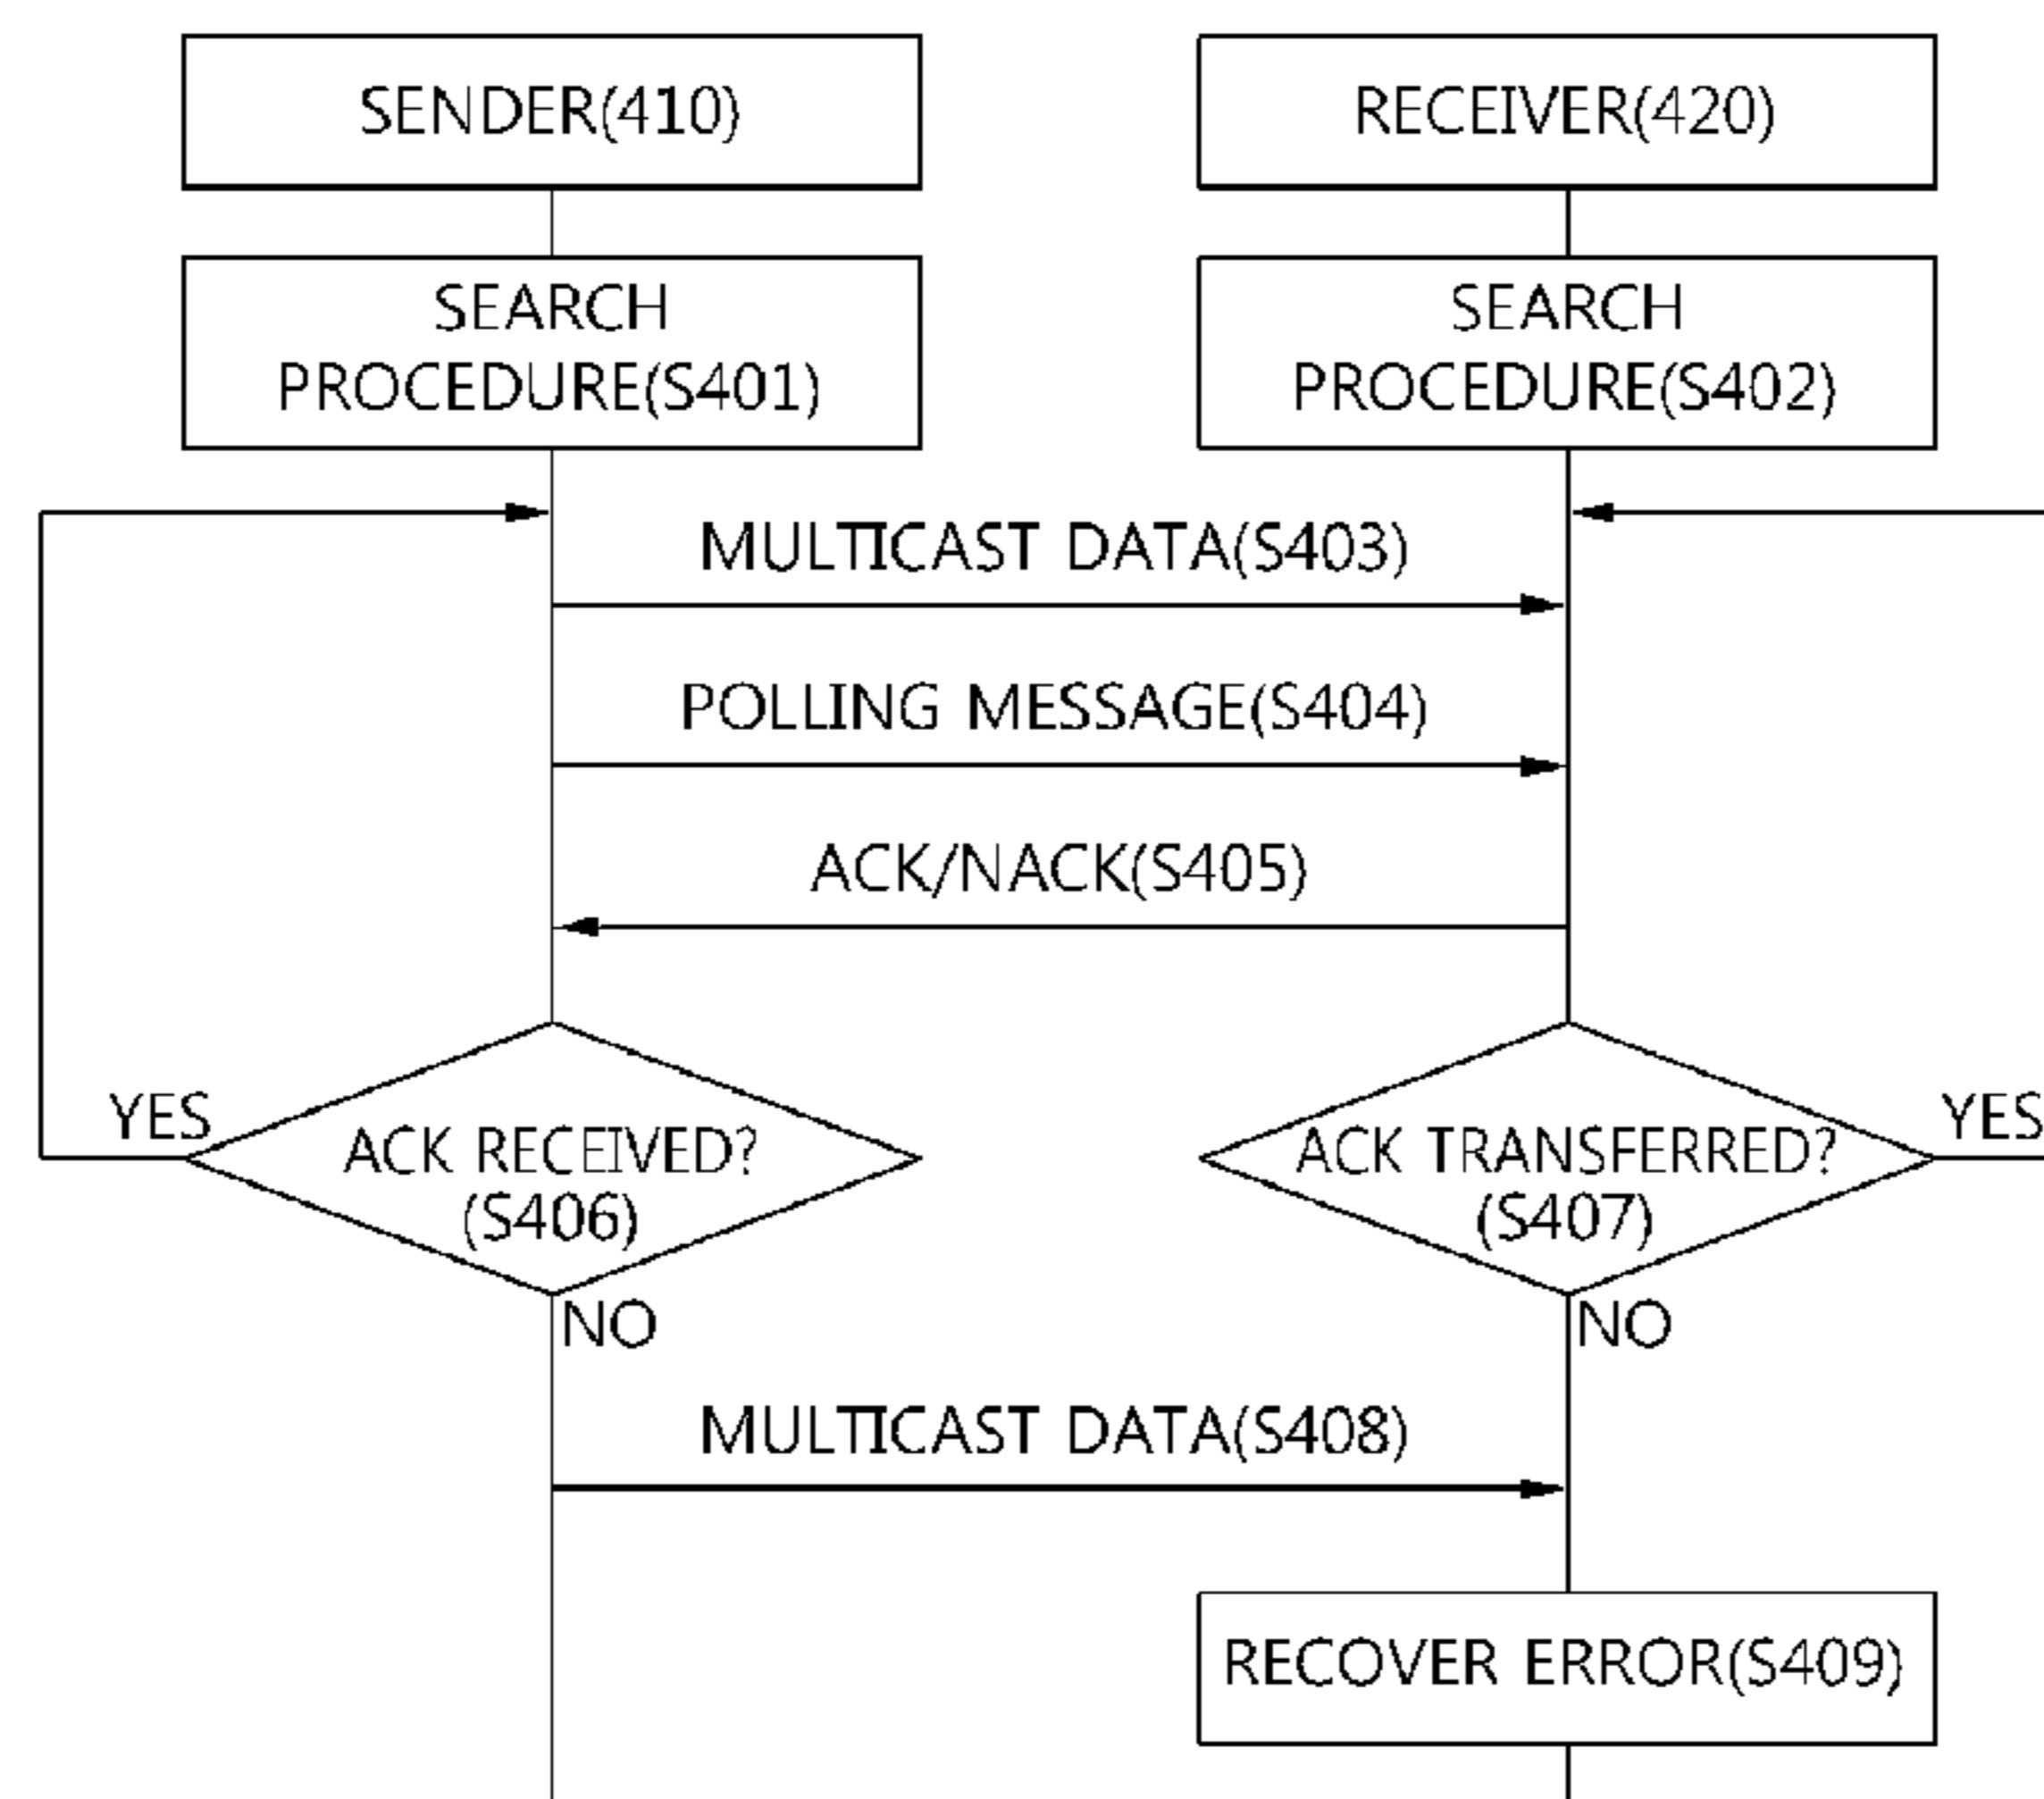 SENDER(410)
RECEIVER(420)
SEARCH
PROCEDURE(S401)
SEARCH
PROCEDURE(S402)
MULTICAST DATA(S403)
POLLING MESSAGE(S404)
ACK/NACK(S405)
YES
ACK RECEIVED?
(S406)
NO
ACK TRANSFERRED?
(S407)
YES
NO
MULTICAST DATA(S408)
RECOVER ERROR(S409)